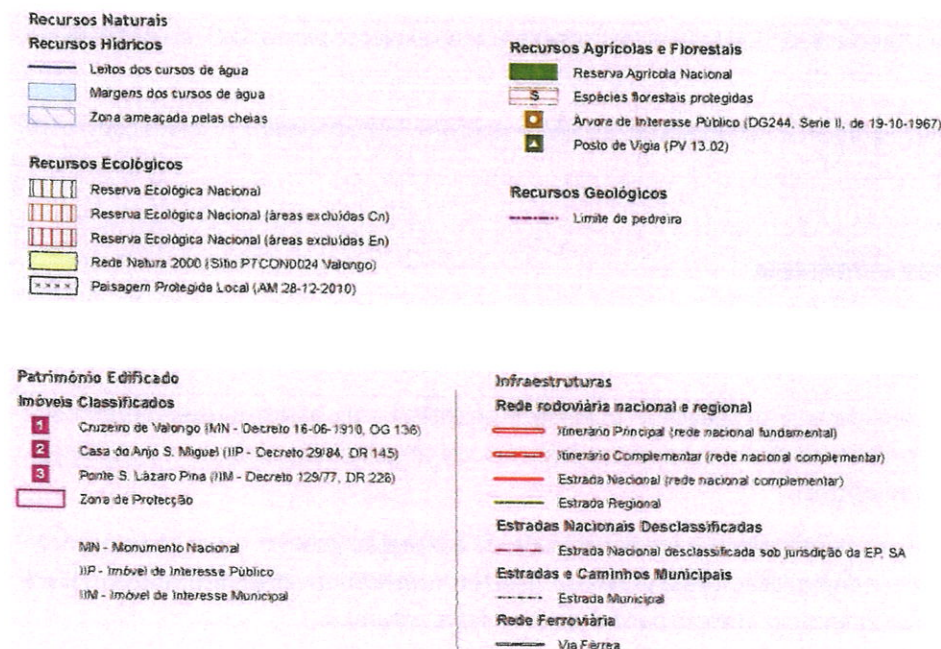 Recursos Naturais
Recursos Hídricos
Leitos dos cursos de água
Margens dos cursos de água
Zona ameaçada pelas cheias
Recursos Ecológicos
Reserva Ecológica Nacional
Reserva Ecológica Nacional (áreas excluídas Cn)
Reserva Ecológica Nacional (áreas excluídas En)
Rede Natura 2000 (Sítio PTCON0024 Valongo)
Paisagem Protegida Local (AM 28-12-2010)
Recursos Agrícolas e Florestais
Reserva Agrícola Nacional
S
Espécies florestais protegidas
Árvore de Interesse Público (DG244, Serie II, de 19-10-1967)
Posto de Vigia (PV 13.02)
Recursos Geológicos
Limite de pedreira
Património Edificado
Imóveis Classificados
1 Cruzeiro de Valongo (MN - Decreto 16-06-1910, OG 136)
2 Casa do Anjo S. Miguel (IIP - Decreto 29/84, DR 145)
3 Ponte S. Lázaro Pina (IIM - Decreto 129/77, DR 226)
Zona de Protecção
MN - Monumento Nacional
IIP - Imóvel de Interesse Público
IIM - Imóvel de Interesse Municipal
Infraestruturas
Rede rodoviária nacional e regional
Itinerário Principal (rede nacional fundamental)
Itinerário Complementar (rede nacional complementar)
Estrada Nacional (rede nacional complementar)
Estrada Regional
Estradas Nacionais Desclassificadas
Estrada Nacional desclassificada sob jurisdição da EP, SA
Estradas e Caminhos Municipais
Estrada Municipal
Rede Ferroviária
Via Férrea